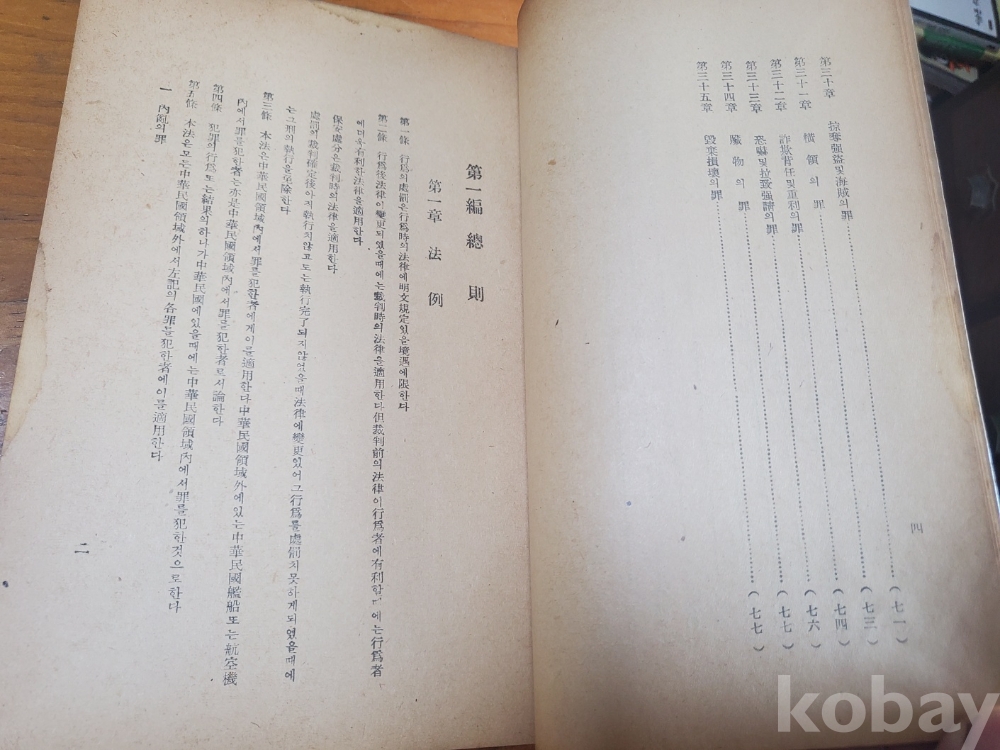 第三十章 拉奪強盜및海賊의罪 (七一)
第三十一章 橫領의罪 (七三)
第三十二章 詐欺背任및重利의罪 (七四)
第三十三章 恐嚇및拉蚕強請의罪 (七六)
第三十四章 臟物의罪 (七七)
第三十五章 毀棄損壞의罪 (七七)
四
第一編 總則
第一章 法例
第一條 行爲의處罰은行爲時의法律에明文規定있을境遇에限한다
第二條 行爲後法律이變更되었을때에는裁判時의法律을適用한다但裁判前의法律이行爲者에有利할때에는行爲者
에더욱有利한法律을適用한다
保安處分은裁判時의法律을適用한다
處罰의裁判確定後아직執行지않고또는執行完了되지않었을때法律에變更있어그行爲를處罰치못하게되였을때에
는그刑의執行을免除한다
第三條 本法은中華民國領域內에서罪를犯한者에게이를適用한다中華民國領域外에있는中華民國艦船또는航空機
內에서罪를犯한者는亦是中華民國領域內에서罪를犯한者로서論한다
第四條 犯罪의行爲또는結果의하나가中華民國에있을때에는中華民國領域內에서罪를犯한것으로한다
第五條 本法은모든中華民國領域外에서左記의各罪를犯한者에이를適用한다
一 內亂의罪
二
kobay